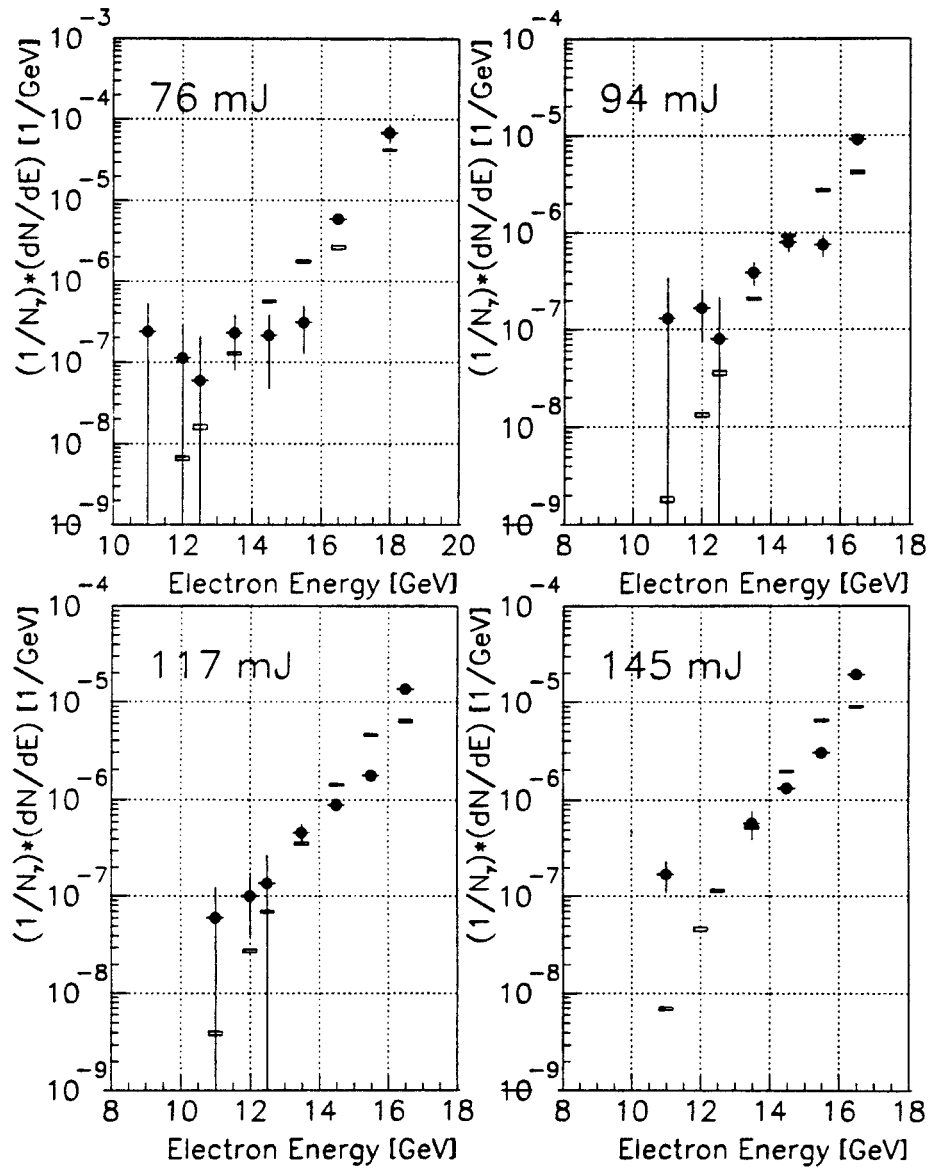 (1/Nγ)*(dN/dE) [1/GeV]
76 mJ
10^-3
10^-4
10^-5
10^-6
10^-7
10^-8
10^-9
10 12 14 16 18 20
Electron Energy [GeV]
(1/Nγ)*(dN/dE) [1/GeV]
94 mJ
10^-4
10^-5
10^-6
10^-7
10^-8
10^-9
8 10 12 14 16 18
Electron Energy [GeV]
(1/Nγ)*(dN/dE) [1/GeV]
117 mJ
10^-4
10^-5
10^-6
10^-7
10^-8
10^-9
8 10 12 14 16 18
Electron Energy [GeV]
(1/Nγ)*(dN/dE) [1/GeV]
145 mJ
10^-4
10^-5
10^-6
10^-7
10^-8
10^-9
8 10 12 14 16 18
Electron Energy [GeV]